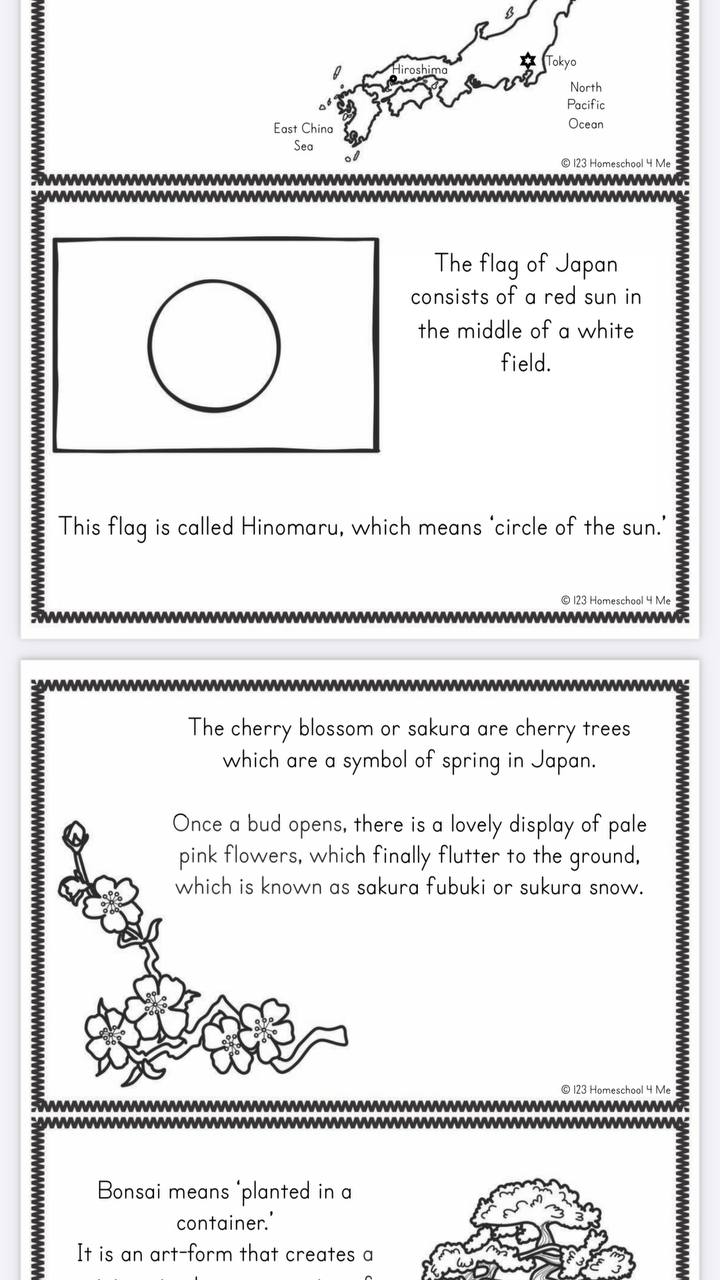 Hiroshima
Tokyo
North
Pacific
Ocean
East China
Sea
© 123 Homeschool 4 Me
The flag of Japan
consists of a red sun in
the middle of a white
field.
This flag is called Hinomaru, which means ‘circle of the sun.’
© 123 Homeschool 4 Me
The cherry blossom or sakura are cherry trees
which are a symbol of spring in Japan.
Once a bud opens, there is a lovely display of pale
pink flowers, which finally flutter to the ground,
which is known as sakura fubuki or sukura snow.
© 123 Homeschool 4 Me
Bonsai means ‘planted in a
container.’
It is an art-form that creates a